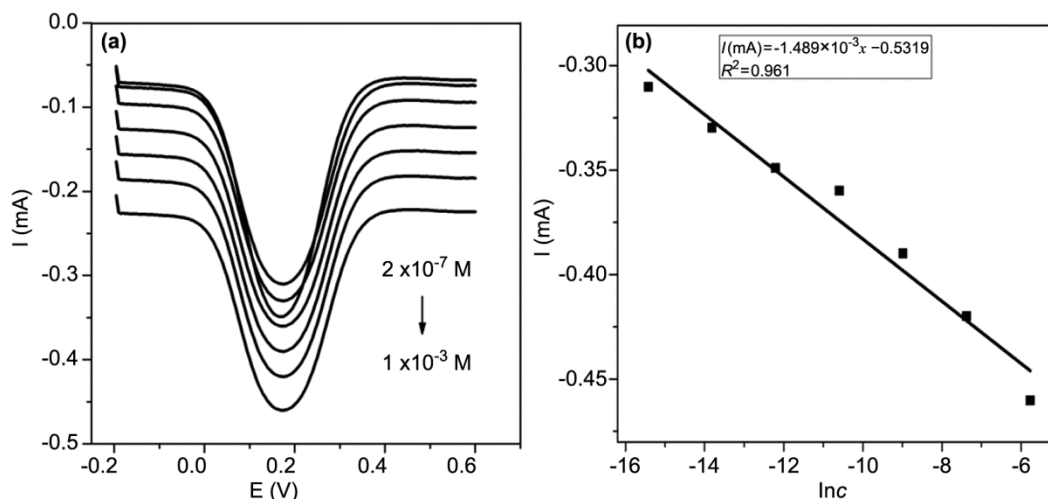 (a)
I (mA)
0.0
-0.1
-0.2
-0.3
-0.4
-0.5
2 x10⁻⁷ M
1 x10⁻³ M
-0.2 0.0 0.2 0.4 0.6
E (V)
(b)
I(mA)=-1.489×10⁻³x −0.5319
R²=0.961
I (mA)
-0.30
-0.35
-0.40
-0.45
-16 -14 -12 -10 -8 -6
lnc